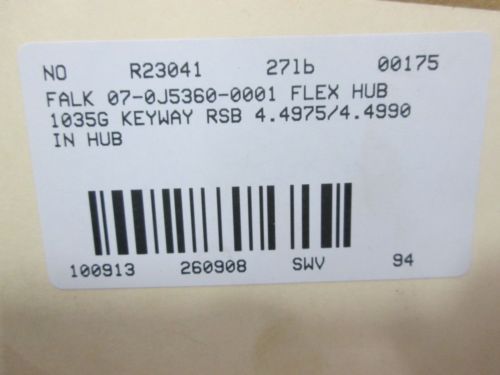 NO R23041 27lb 00175
FALK 07-0J5360-0001 FLEX HUB
1035G KEYWAY RSB 4.4975/4.4990
IN HUB
100913 260908 SWV 94